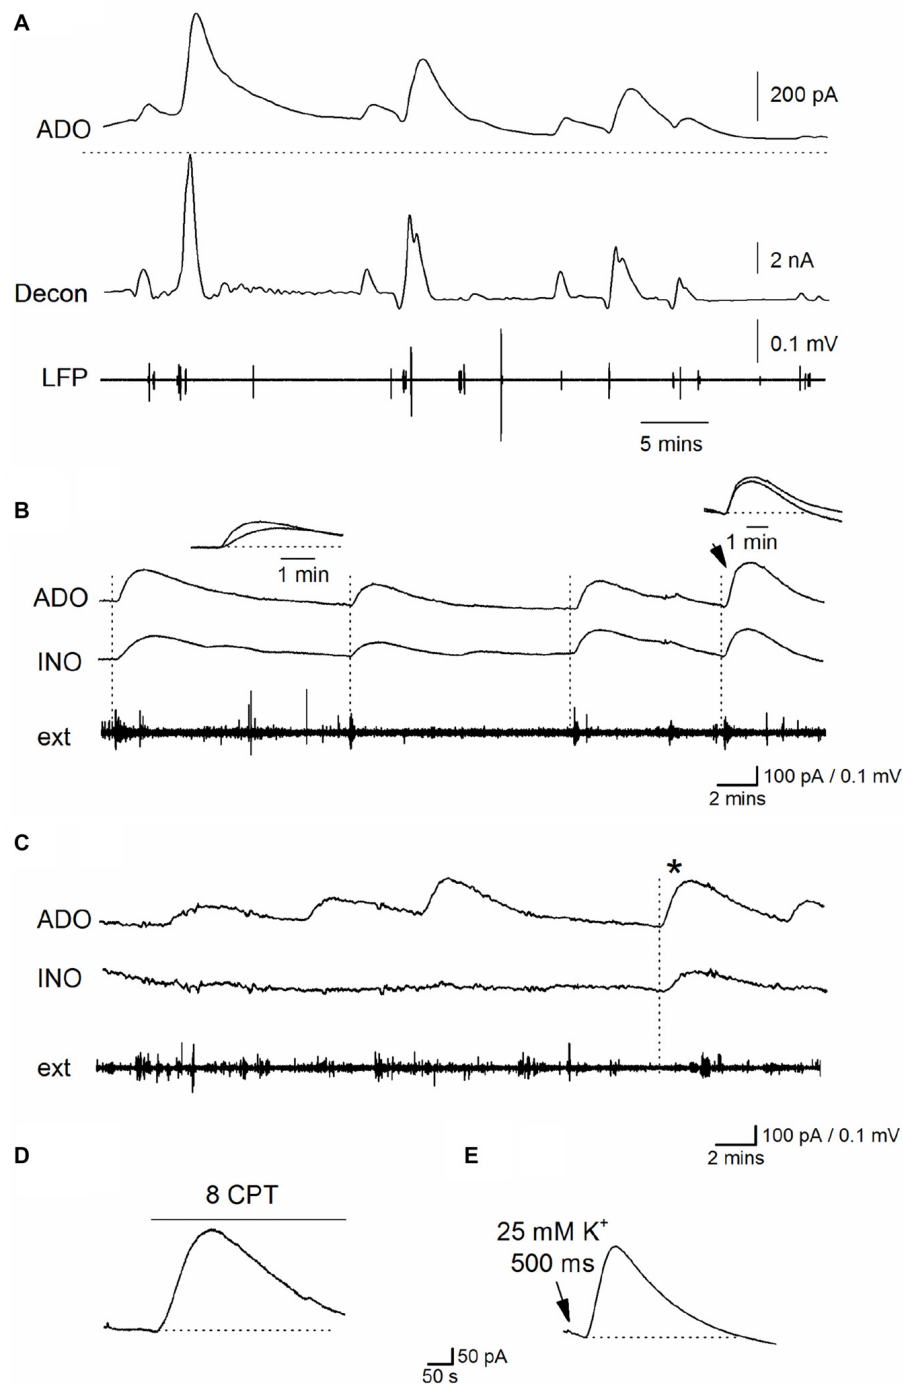 A
ADO
200 pA
Decon
2 nA
LFP
0.1 mV
5 mins
B
1 min
1 min
ADO
INO
ext
100 pA / 0.1 mV
2 mins
C
*
ADO
INO
ext
100 pA / 0.1 mV
2 mins
D
8 CPT
E
25 mM K⁺
500 ms
50 pA
50 s